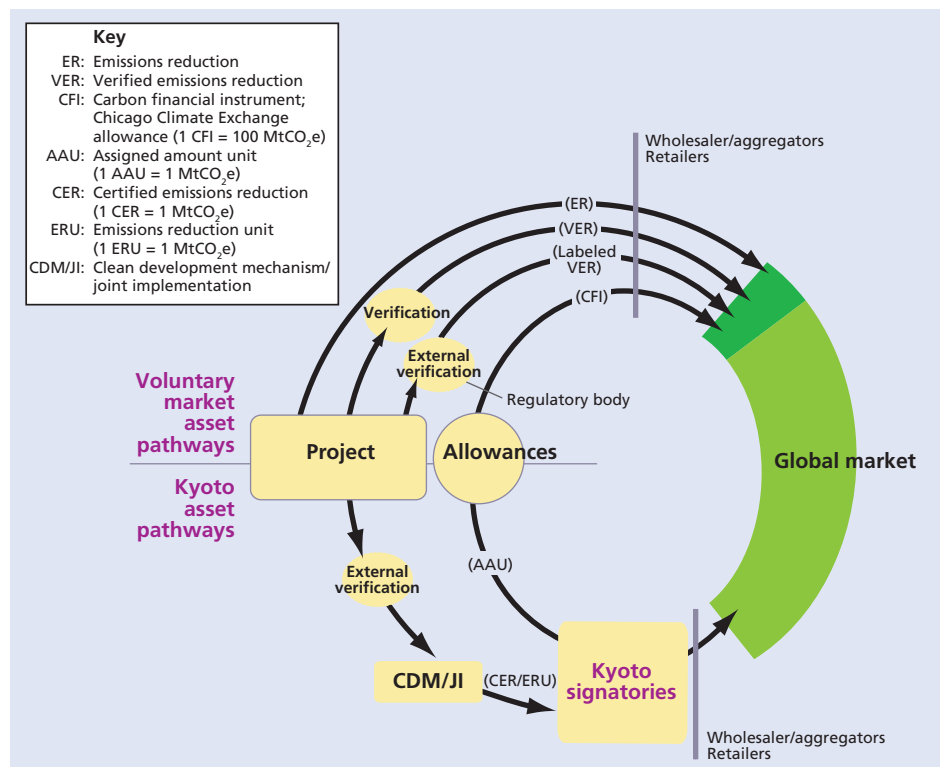 Key
ER: Emissions reduction
VER: Verified emissions reduction
CFI: Carbon financial instrument;
Chicago Climate Exchange
allowance (1 CFI = 100 MtCO₂e)
AAU: Assigned amount unit
(1 AAU = 1 MtCO₂e)
CER: Certified emissions reduction
(1 CER = 1 MtCO₂e)
ERU: Emissions reduction unit
(1 ERU = 1 MtCO₂e)
CDM/JI: Clean development mechanism/
joint implementation
Wholesaler/aggregators
Retailers
(ER)
(VER)
(Labeled
VER)
(CFI)
Verification
External
verification
Regulatory body
Voluntary
market
asset
pathways
Project
Allowances
Global market
Kyoto
asset
pathways
External
verification
(AAU)
CDM/JI
(CER/ERU)
Kyoto
signatories
Wholesaler/aggregators
Retailers